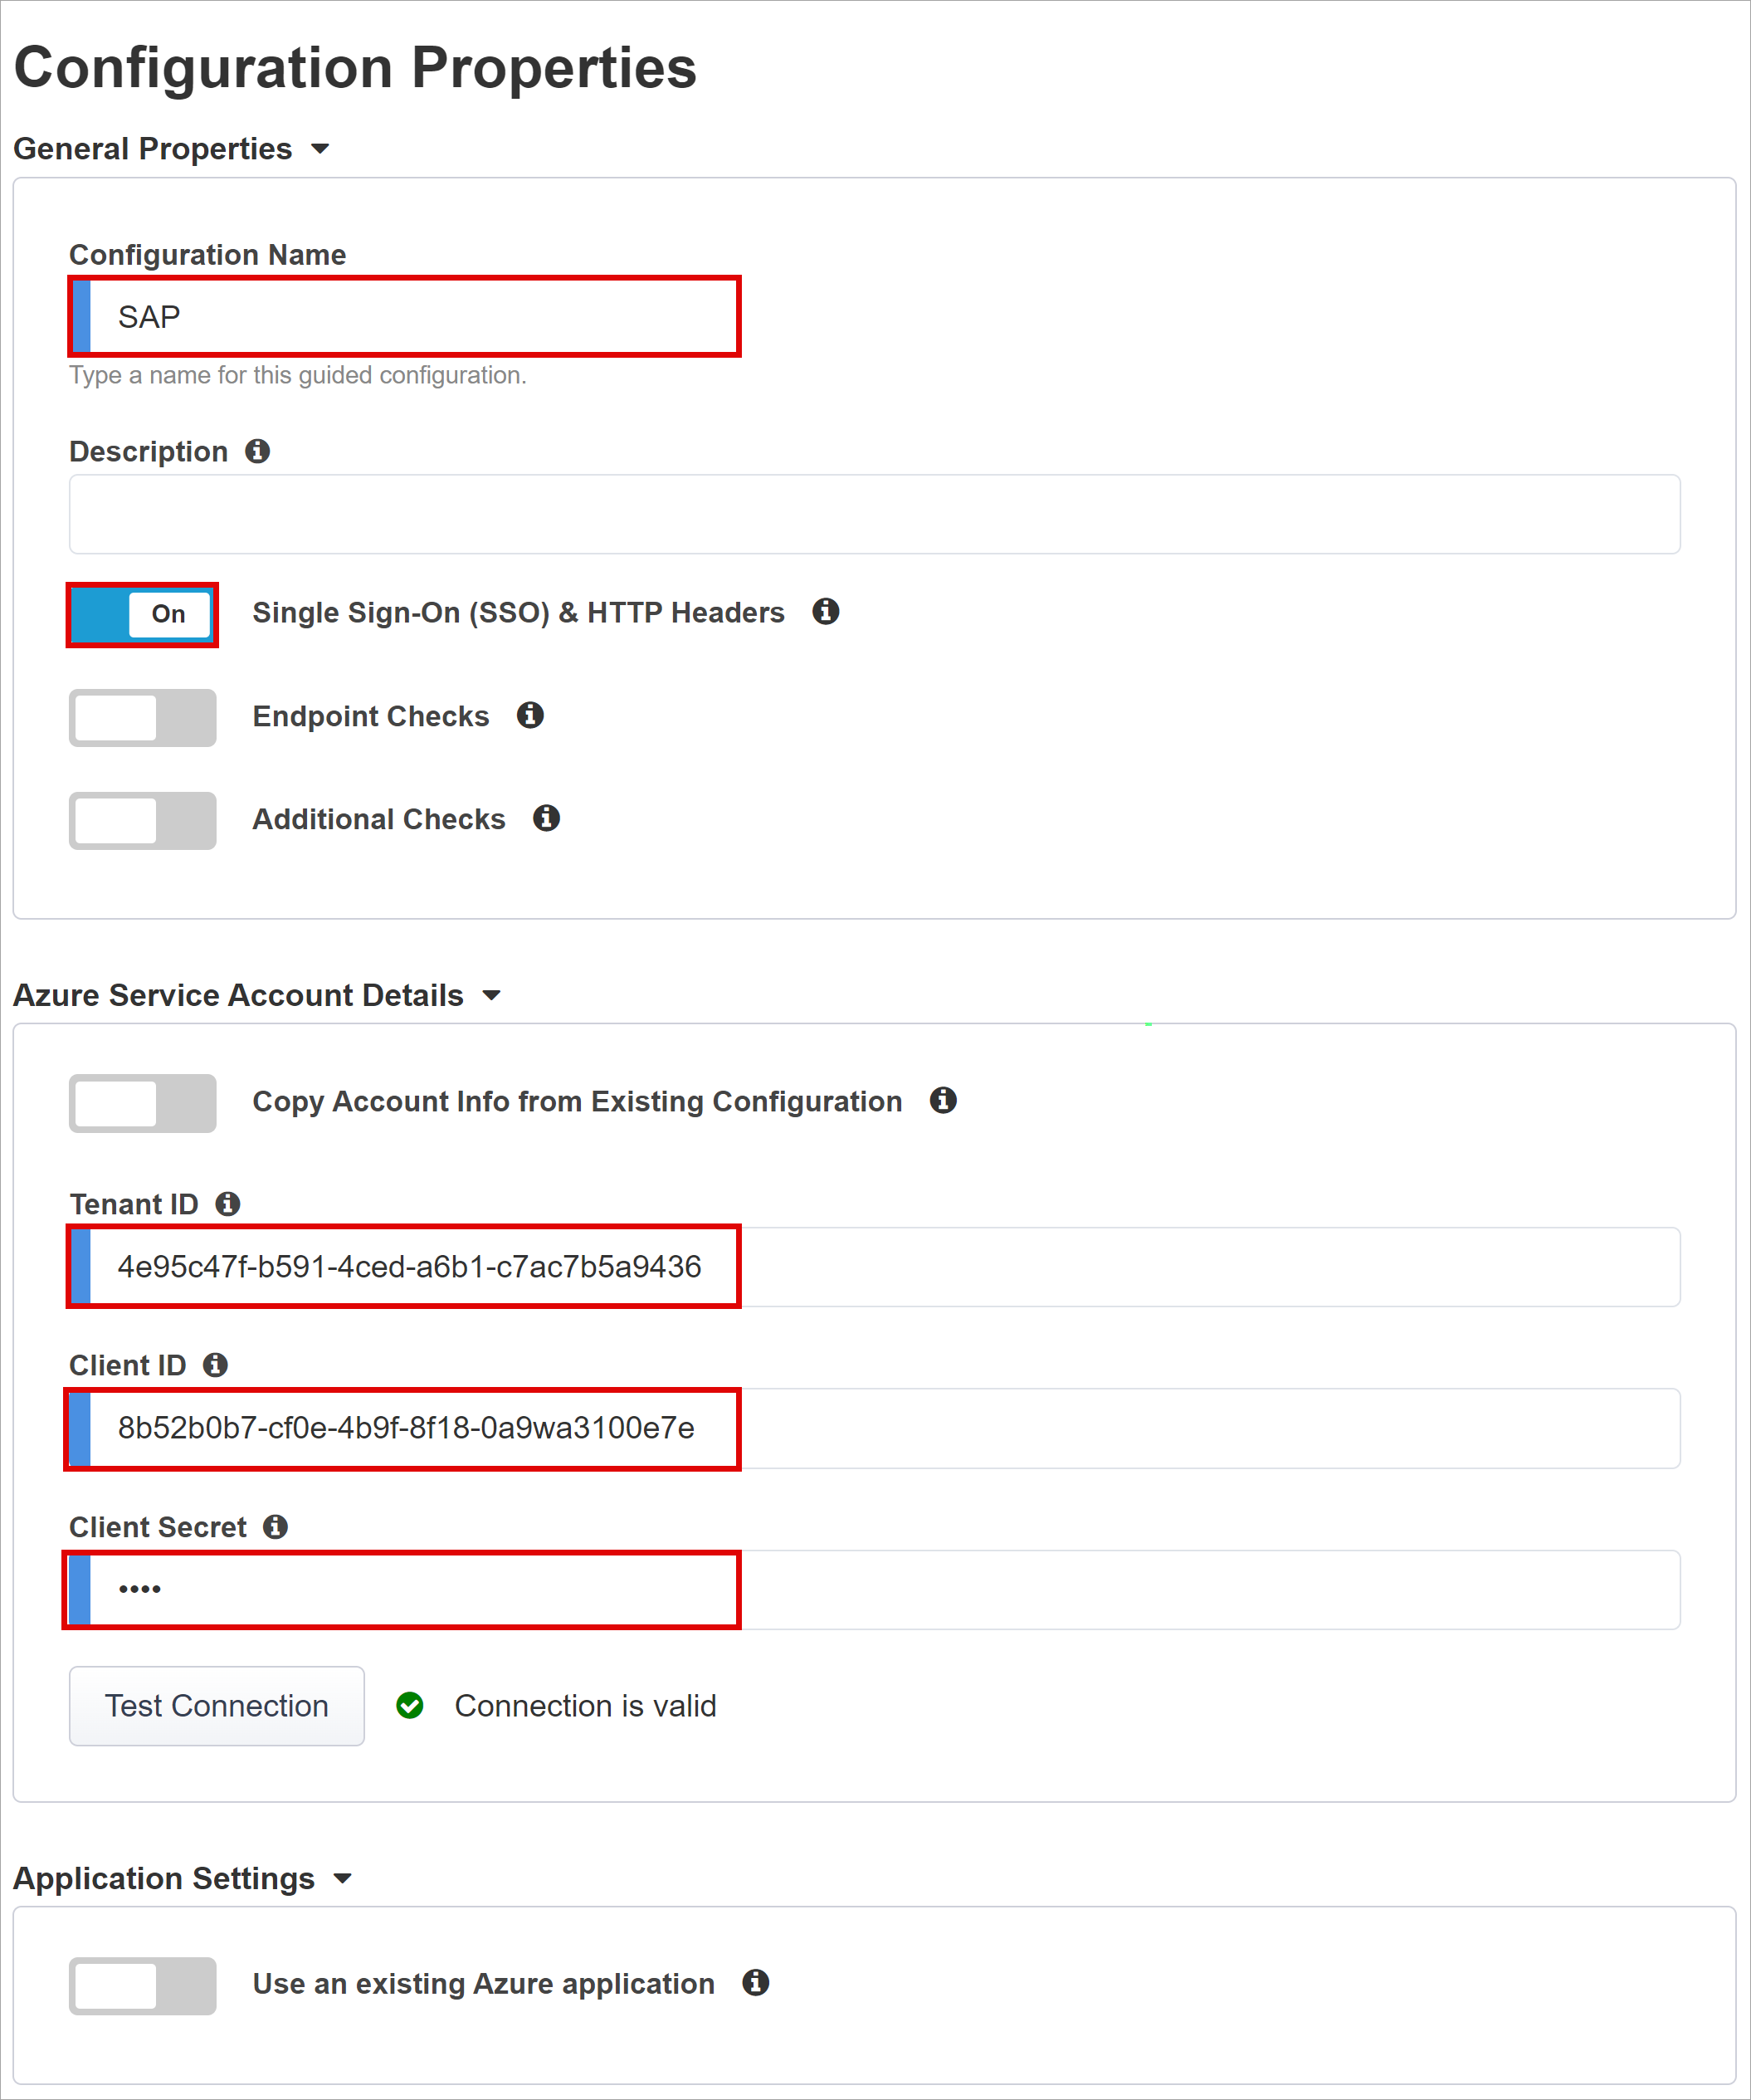 Configuration Properties
General Properties
Configuration Name
SAP
Type a name for this guided configuration.
Description
On
Single Sign-On (SSO) & HTTP Headers
Endpoint Checks
Additional Checks
Azure Service Account Details
Copy Account Info from Existing Configuration
Tenant ID
4e95c47f-b591-4ced-a6b1-c7ac7b5a9436
Client ID
8b52b0b7-cf0e-4b9f-8f18-0a9wa3100e7e
Client Secret
••••
Test Connection
Connection is valid
Application Settings
Use an existing Azure application